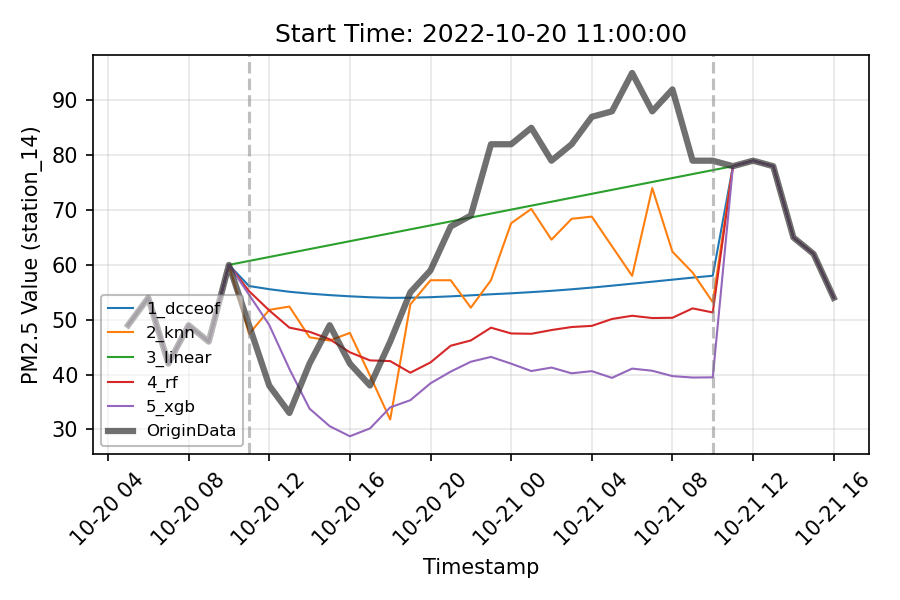 Start Time: 2022-10-20 11:00:00
PM2.5 Value (station_14)
90
80
70
60
50
40
30
1_dcceof
2_knn
3_linear
4_rf
5_xgb
OriginData
10-20 04
10-20 08
10-20 12
10-20 16
10-20 20
10-21 00
10-21 04
10-21 08
10-21 12
10-21 16
Timestamp